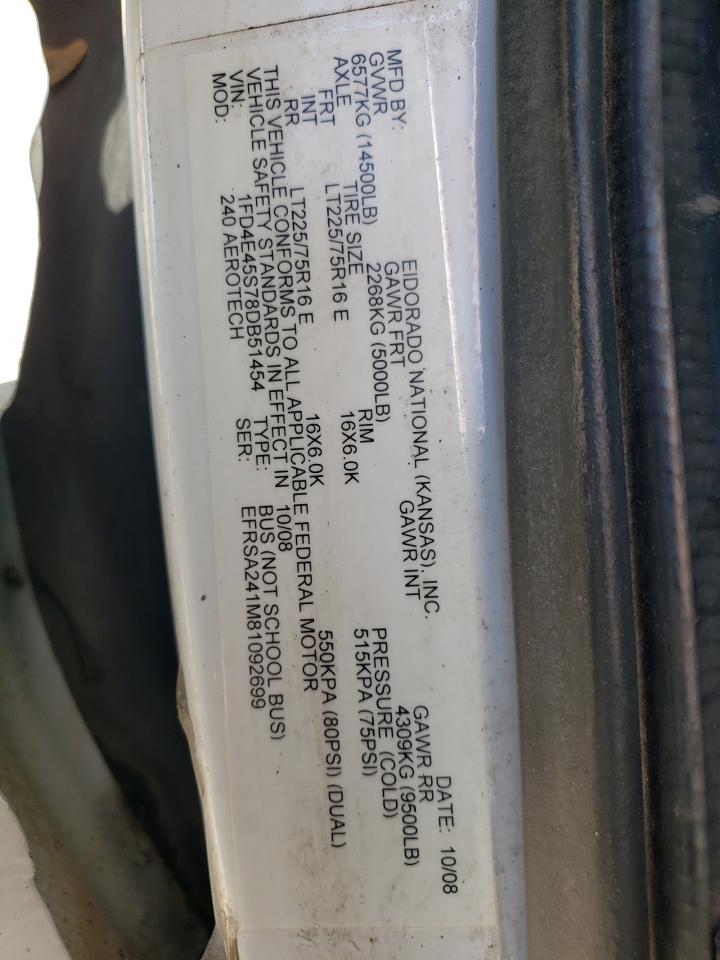 MFD BY: EIDORADO NATIONAL (KANSAS), INC. DATE: 10/08
GVWR GAWR FRT GAWR INT GAWR RR
6577KG (14500LB) 2268KG (5000LB) 4309KG (9500LB)
AXLE TIRE SIZE RIM PRESSURE (COLD)
FRT LT225/75R16 E 16X6.0K 515KPA (75PSI)
INT
RR LT225/75R16 E 16X6.0K 550KPA (80PSI) (DUAL)
THIS VEHICLE CONFORMS TO ALL APPLICABLE FEDERAL MOTOR
VEHICLE SAFETY STANDARDS IN EFFECT IN 10/08
VIN: 1FD4E45S78DB51454 TYPE: BUS (NOT SCHOOL BUS)
MOD: 240 AEROTECH SER: EFRSA241M81092699